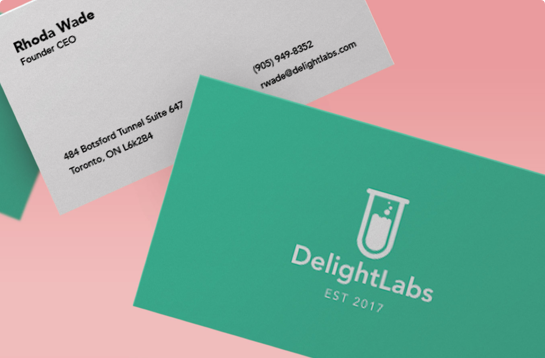 Rhoda Wade
Founder CEO
(905) 949-8352
rwade@delightlabs.com
484 Botsford Tunnel Suite 647
Toronto, ON L6k2B4
DelightLabs
EST 2017